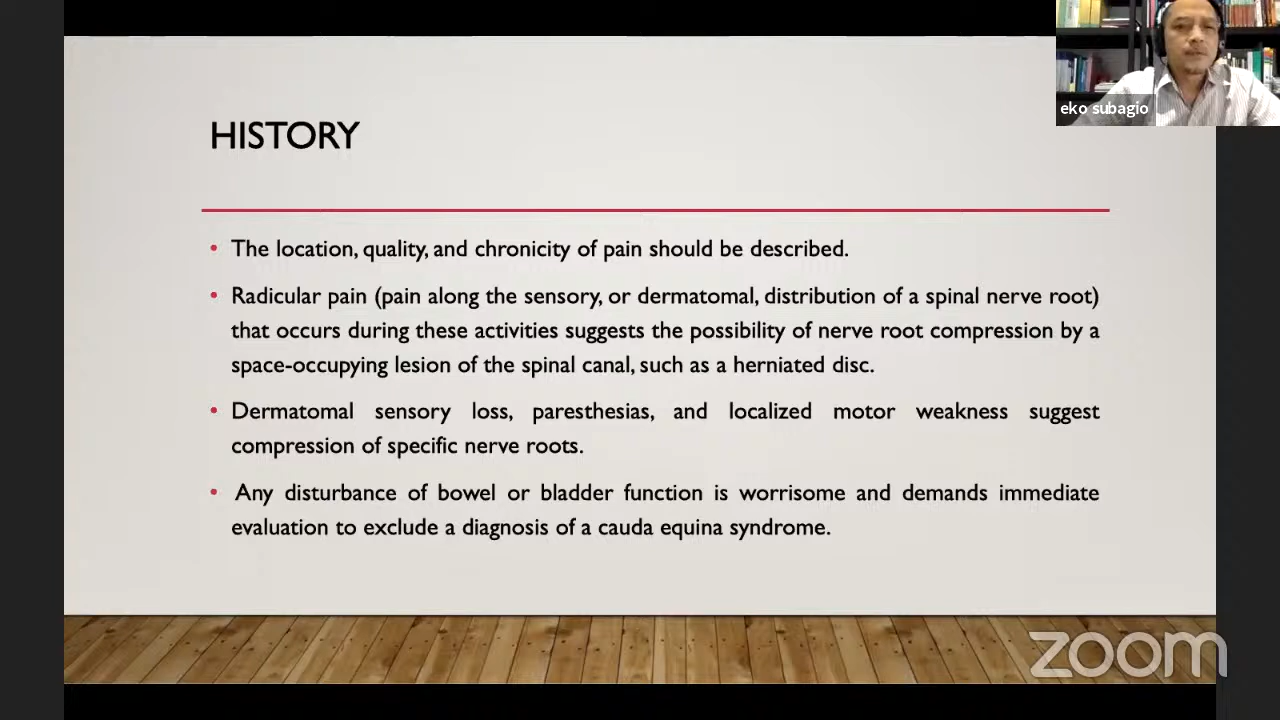 eko subagio
HISTORY
• The location, quality, and chronicity of pain should be described.
• Radicular pain (pain along the sensory, or dermatomal, distribution of a spinal nerve root)
that occurs during these activities suggests the possibility of nerve root compression by a
space-occupying lesion of the spinal canal, such as a herniated disc.
• Dermatomal sensory loss, paresthesias, and localized motor weakness suggest
compression of specific nerve roots.
• Any disturbance of bowel or bladder function is worrisome and demands immediate
evaluation to exclude a diagnosis of a cauda equina syndrome.
zoom